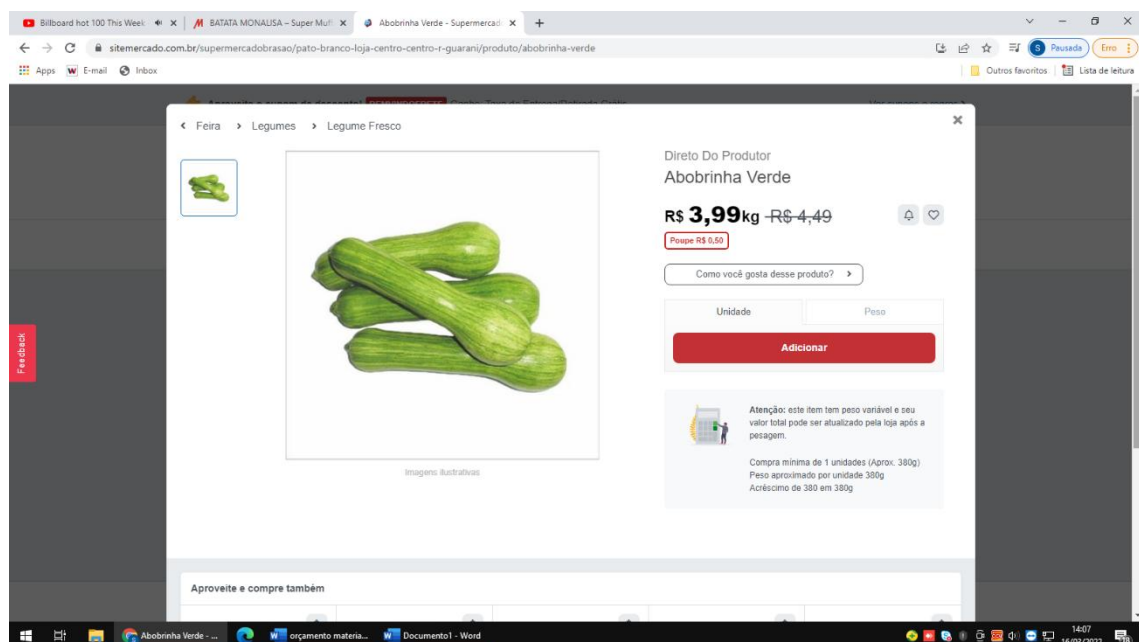 Billboard hot 100 This Week
BATATA MONALISA – Super Muff
Abobrinha Verde - Supermercad
sitemercado.com.br/supermercadobrasao/pato-branco-loja-centro-centro-r-guarani/produto/abobrinha-verde
S Pausada
Erro
Apps
E-mail
Inbox
Outros favoritos
Lista de leitura
Feira > Legumes > Legume Fresco
Direto Do Produtor
Abobrinha Verde
R$ 3,99kg R$ 4,49
Poupe R$ 0,50
Como você gosta desse produto?
Unidade
Peso
Adicionar
Feedback
Atenção: este item tem peso variável e seu
valor total pode ser atualizado pela loja após a
pesagem.
Compra mínima de 1 unidades (Aprox. 380g)
Peso aproximado por unidade 380g
Acréscimo de 380 em 380g
Imagens ilustrativas
Aproveite e compre também
Abobrinha Verde - ...
orçamento materia...
Documento1 - Word
14:07